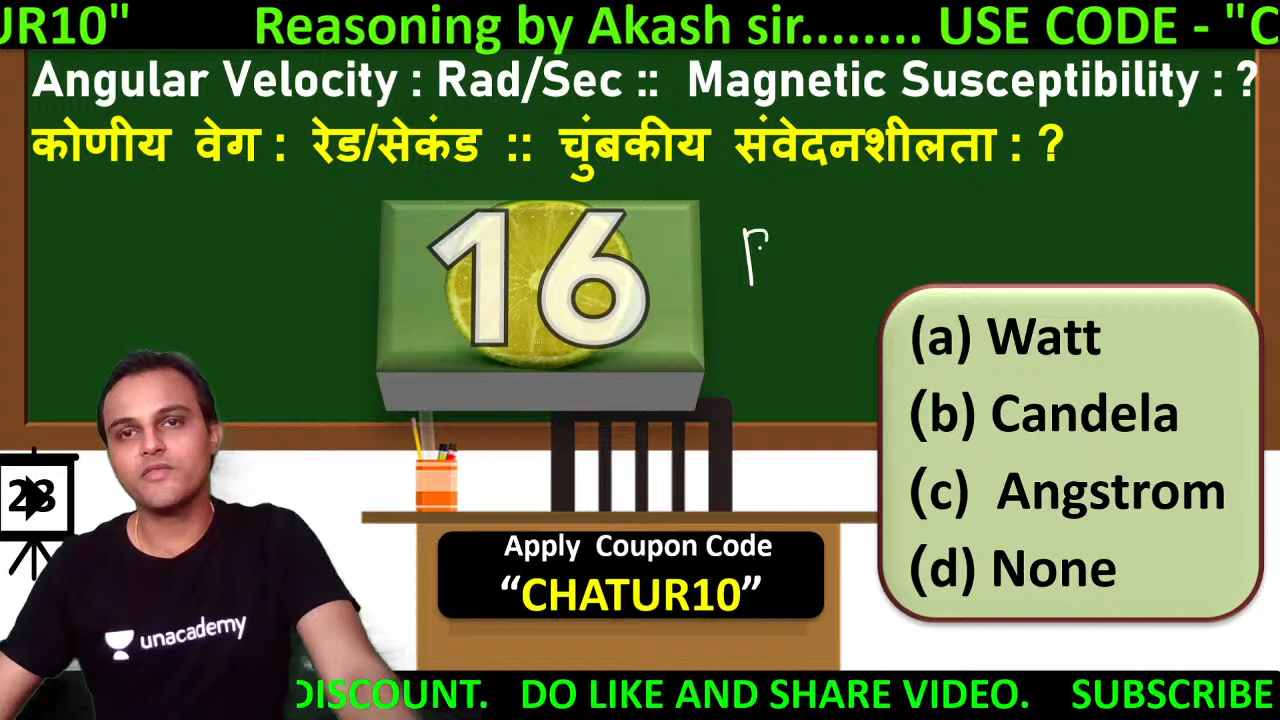 UR10" Reasoning by Akash sir........ USE CODE - "C
Angular Velocity : Rad/Sec :: Magnetic Susceptibility : ?
कोणीय वेग : रेड/सेकंड :: चुंबकीय संवेदनशीलता : ?
16
(a) Watt
(b) Candela
(c) Angstrom
(d) None
Apply Coupon Code
“CHATUR10”
unacademy
DISCOUNT. DO LIKE AND SHARE VIDEO. SUBSCRIBE